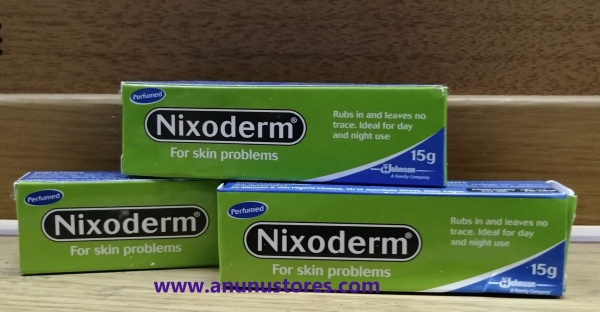 Perfumed
Nixoderm®
For skin problems
Rubs in and leaves no
trace. Ideal for day
and night use
15g
Johnson
A Family Company
Perfumed
Nixoderm®
For skin problems
Perfumed
Nixoderm®
For skin problems
Rubs in and leaves no
trace. Ideal for day
and night use
15g
Johnson
A Family Company
www.anunustores.com